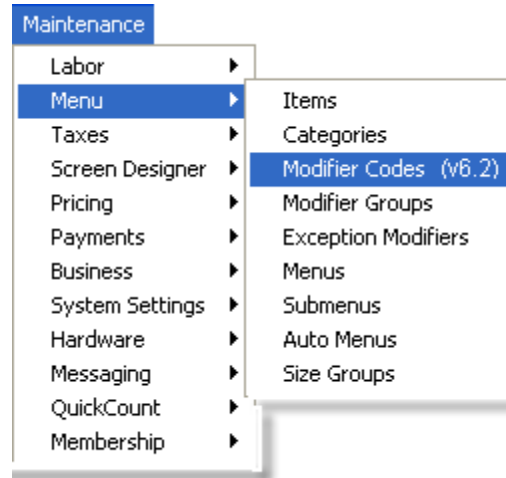 Maintenance
Labor
Menu
Taxes
Screen Designer
Pricing
Payments
Business
System Settings
Hardware
Messaging
QuickCount
Membership
Items
Categories
Modifier Codes (v6.2)
Modifier Groups
Exception Modifiers
Menus
Submenus
Auto Menus
Size Groups